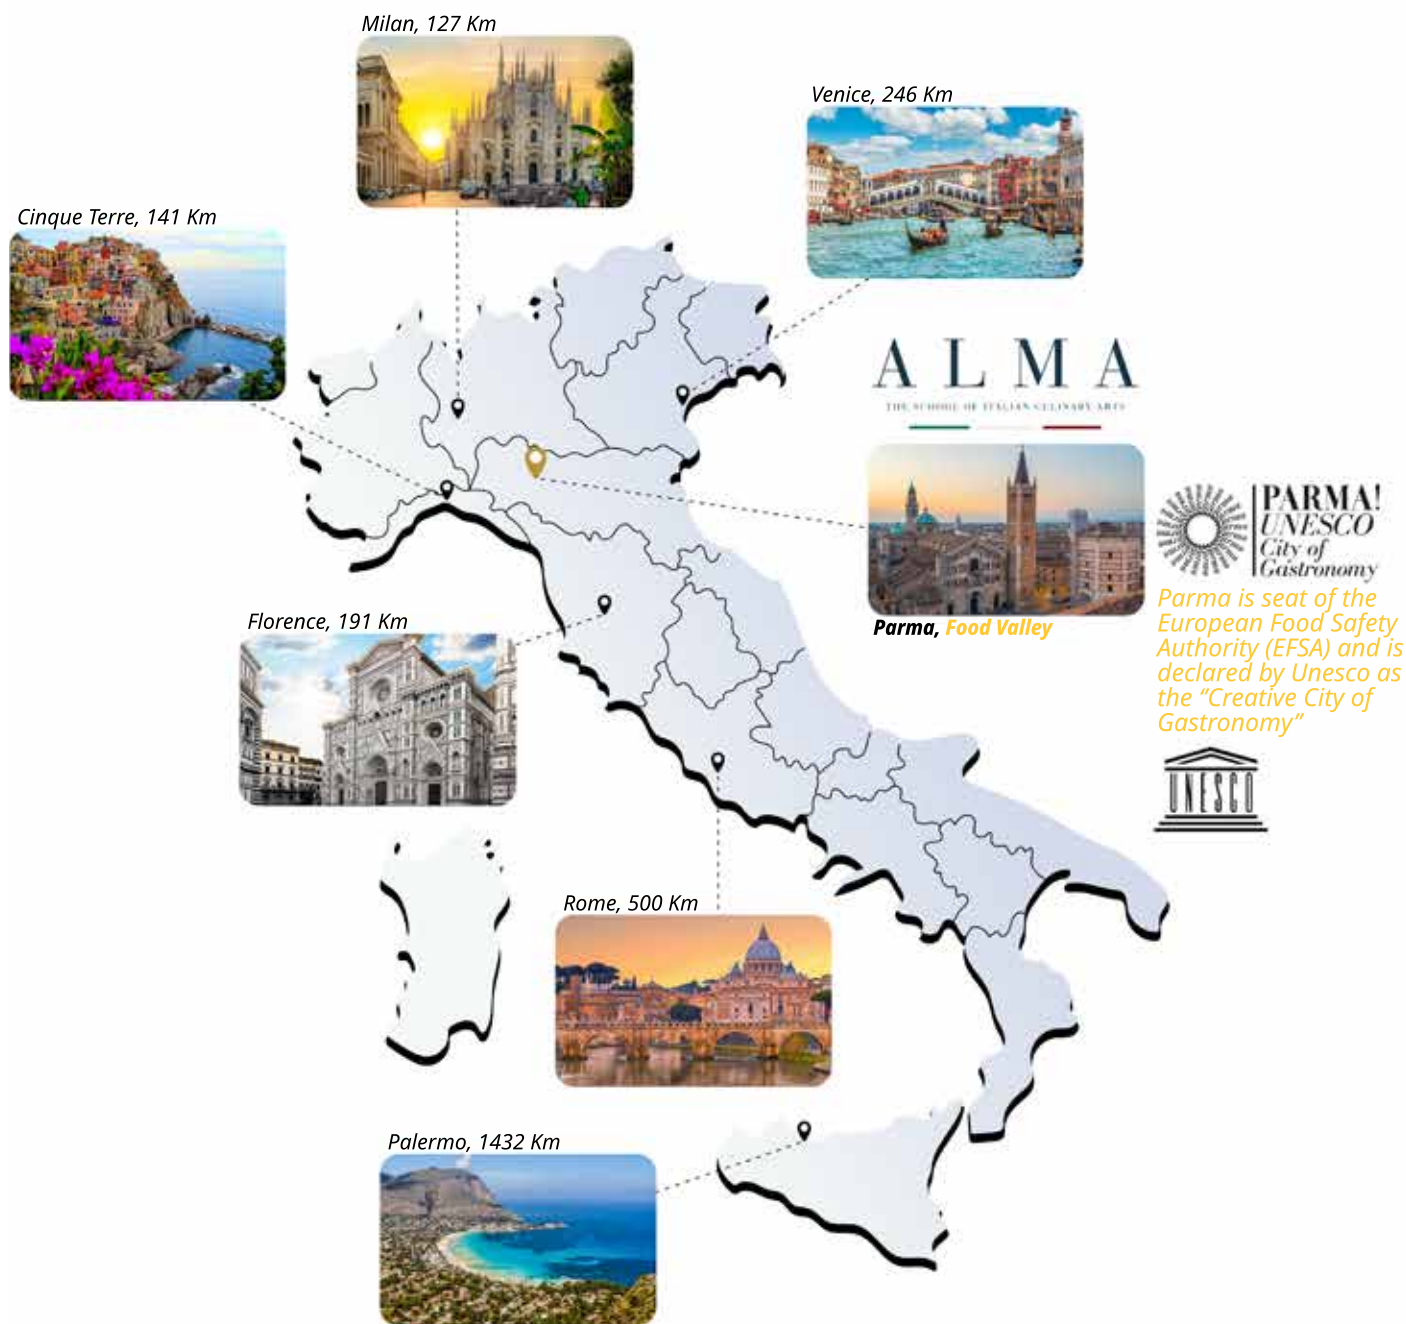 Milan, 127 Km
Venice, 246 Km
Cinque Terre, 141 Km
ALMA
THE SCHOOL OF ITALIAN CULINARY ARTS
PARMA!
UNESCO
City of
Gastronomy
Parma is seat of the
European Food Safety
Authority (EFSA) and is
declared by Unesco as
the “Creative City of
Gastronomy”
Parma, Food Valley
Florence, 191 Km
UNESCO
Rome, 500 Km
Palermo, 1432 Km